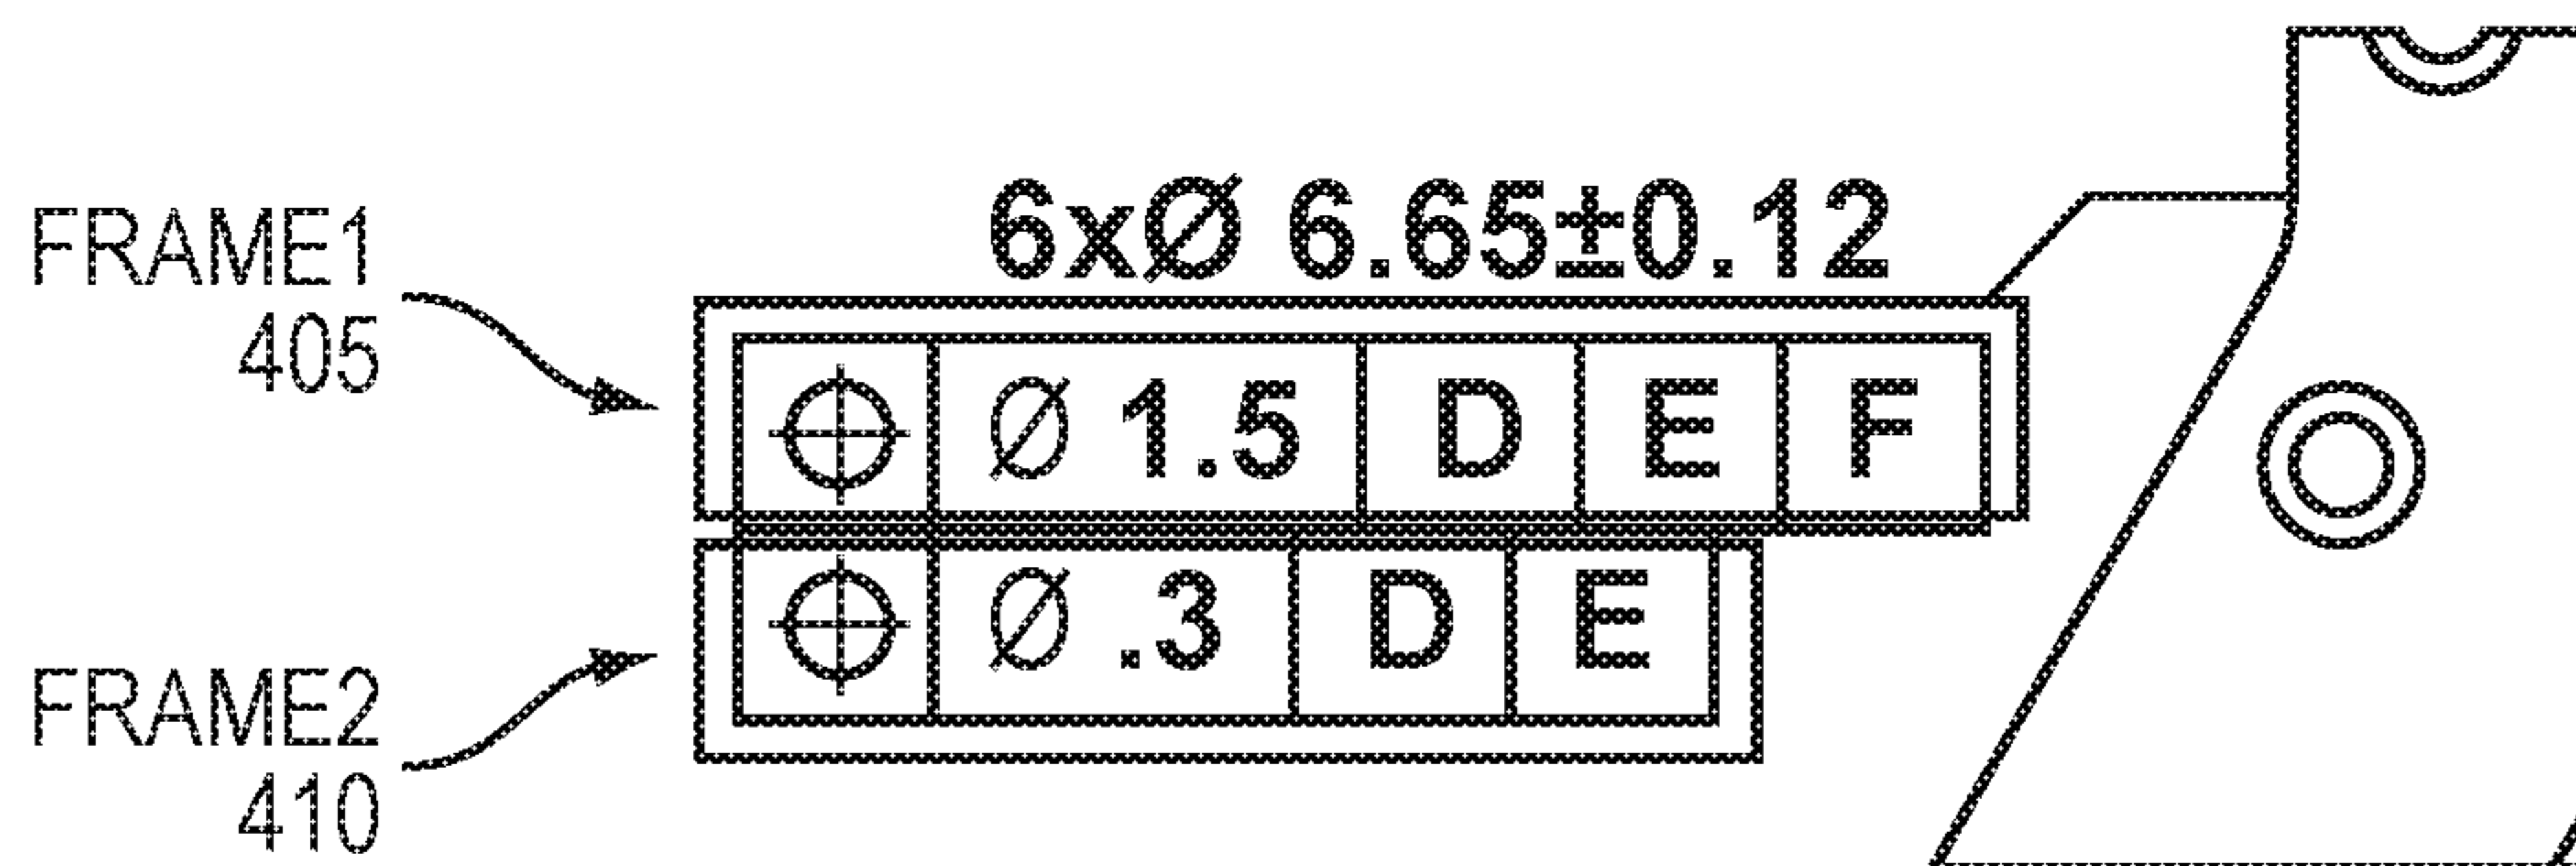 6xØ 6.65±0.12
FRAME1
405
⌖ Ø 1.5 D E F
⌖ Ø .3 D E
FRAME2
410